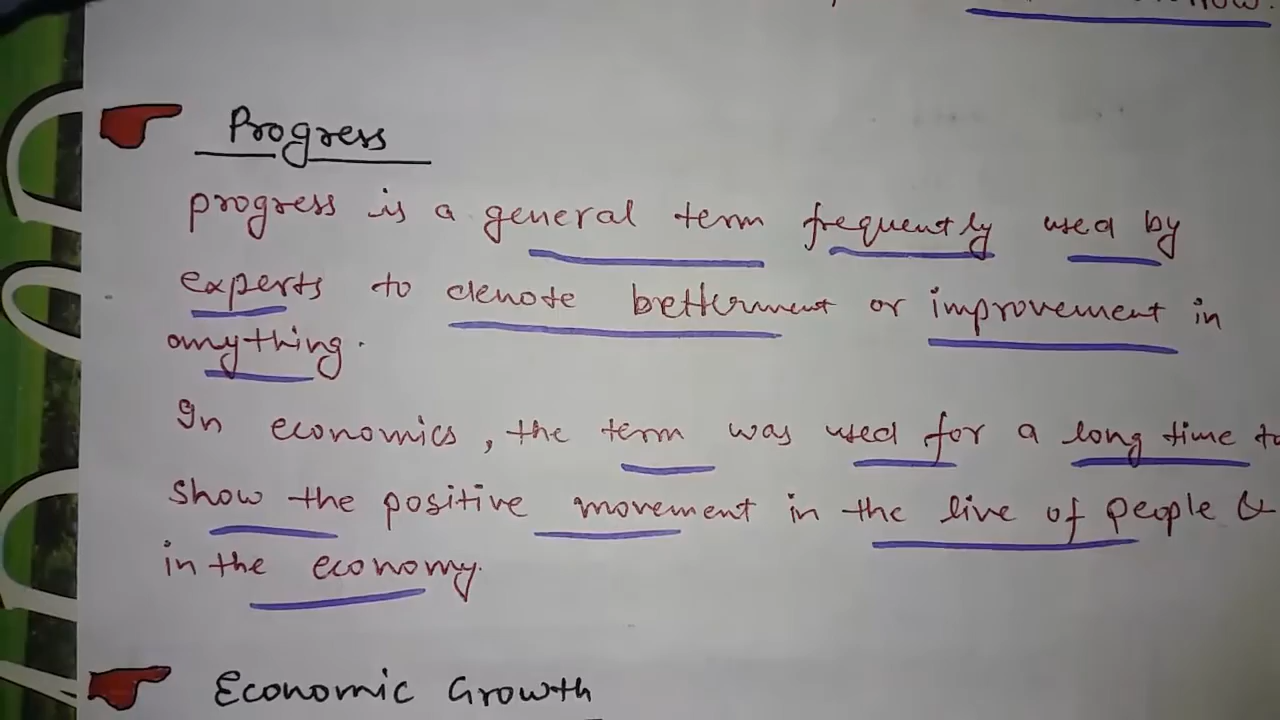 Progress
progress is a general term frequently used by
experts to denote betterment or improvement in
anything.
In economics, the term was used for a long time to
show the positive movement in the live of people &
in the economy.
Economic Growth